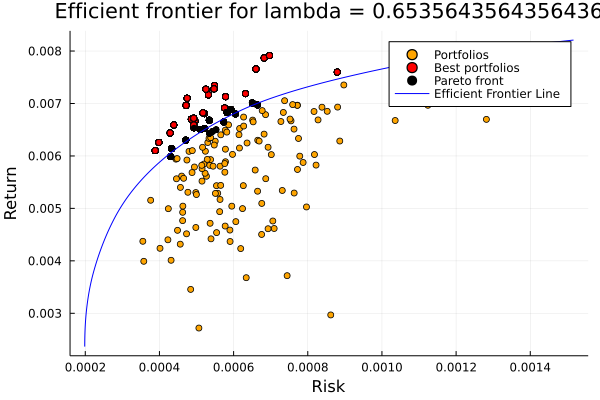 Efficient frontier for lambda = 0.6535643564356436
Portfolios
Best portfolios
Pareto front
Efficient Frontier Line
Return
0.008
0.007
0.006
0.005
0.004
0.003
0.0002 0.0004 0.0006 0.0008 0.0010 0.0012 0.0014
Risk